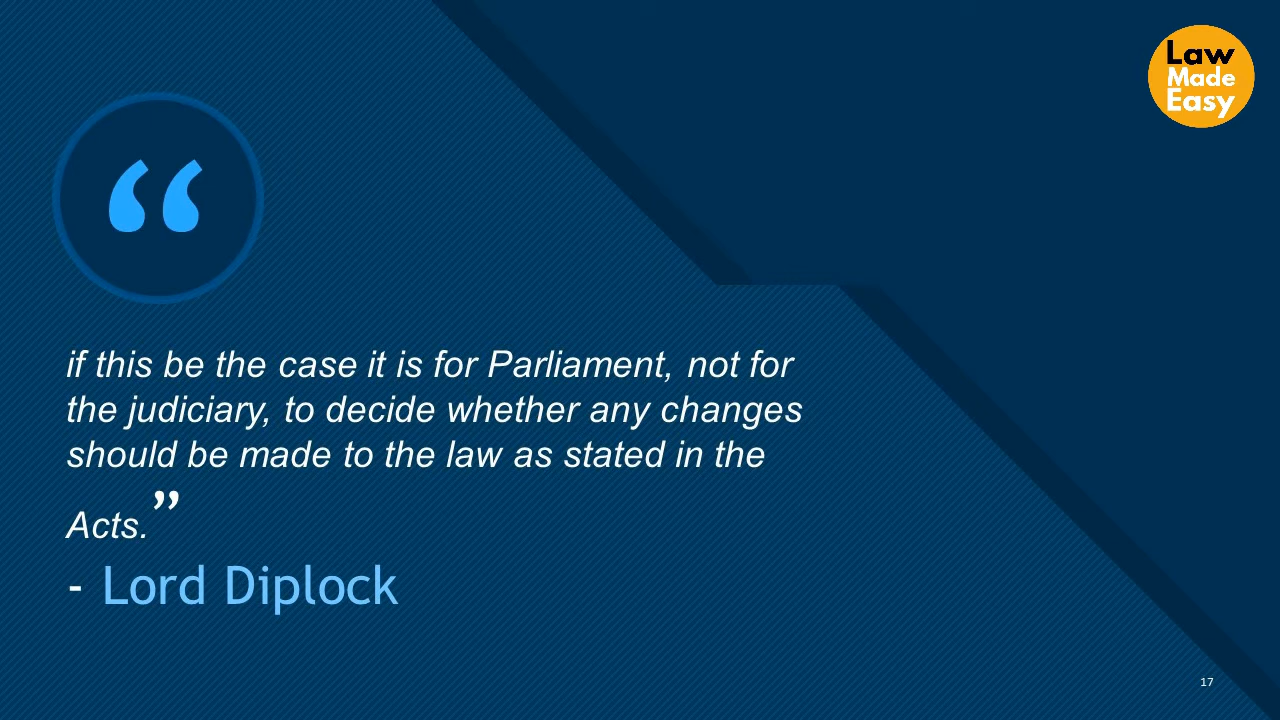 Law
Made
Easy
“
if this be the case it is for Parliament, not for
the judiciary, to decide whether any changes
should be made to the law as stated in the
Acts.”
- Lord Diplock
17